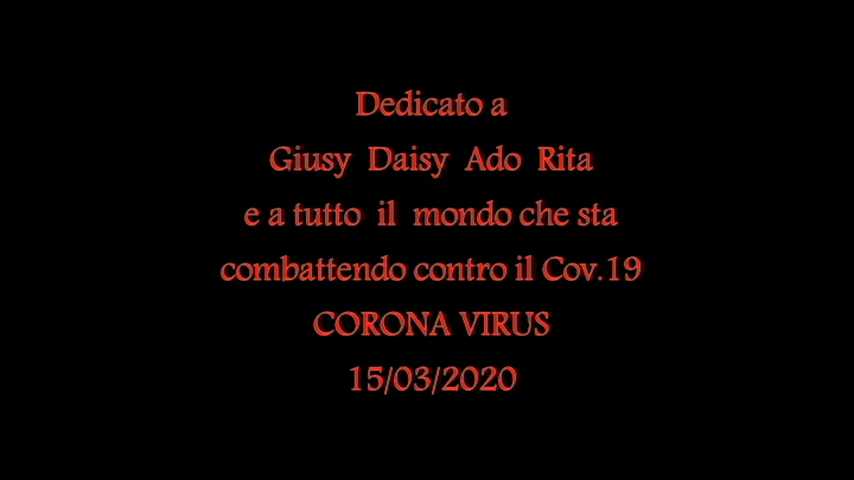 Dedicato a
Giusy Daisy Ado Rita
e a tutto il mondo che sta
combattendo contro il Cov.19
CORONA VIRUS
15/03/2020